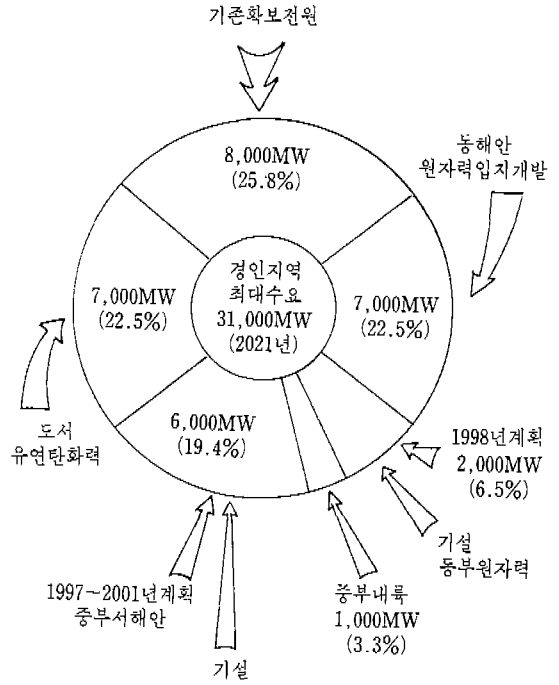 기존확보전원
8,000MW
(25.8%)
동해안
원자력입지개발
경인지역
최대수요
31,000MW
(2021년)
7,000MW
(22.5%)
7,000MW
(22.5%)
6,000MW
(19.4%)
도서
유연탄화력
1998년계획
2,000MW
(6.5%)
기설
동부원자력
1997~2001년계획
중부서해안
중부내륙
1,000MW
(3.3%)
기설